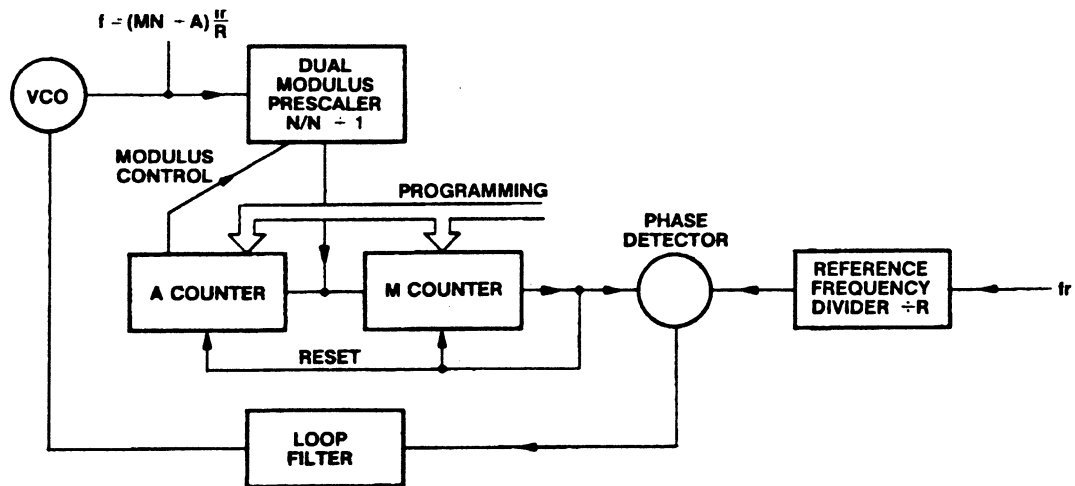 f = (MN ÷ A) fr/R
VCO
DUAL
MODULUS
PRESCALER
N/N ÷ 1
MODULUS
CONTROL
PROGRAMMING
PHASE
DETECTOR
A COUNTER
M COUNTER
REFERENCE
FREQUENCY
DIVIDER ÷R
fr
RESET
LOOP
FILTER